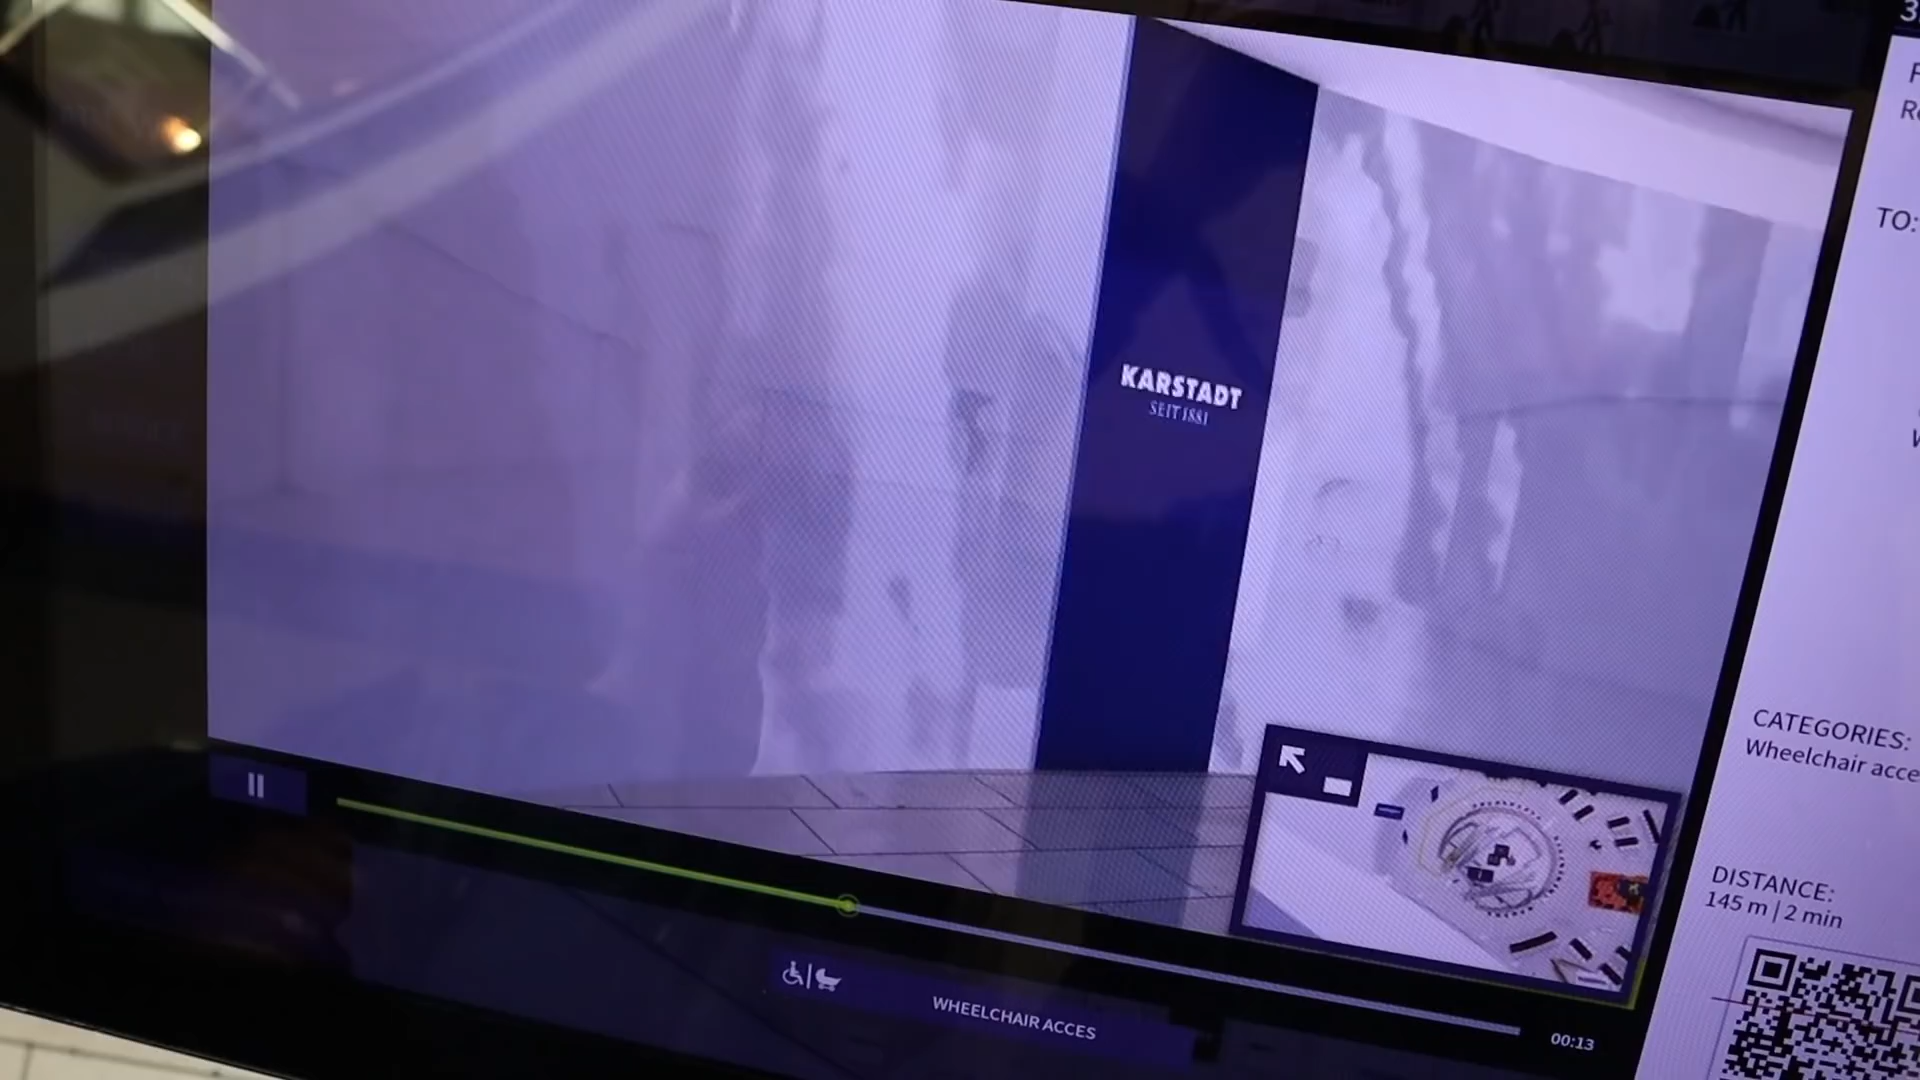 KARSTADT
SEIT 1881
TO:
CATEGORIES:
Wheelchair acce
DISTANCE:
145 m | 2 min
WHEELCHAIR ACCES
00:13